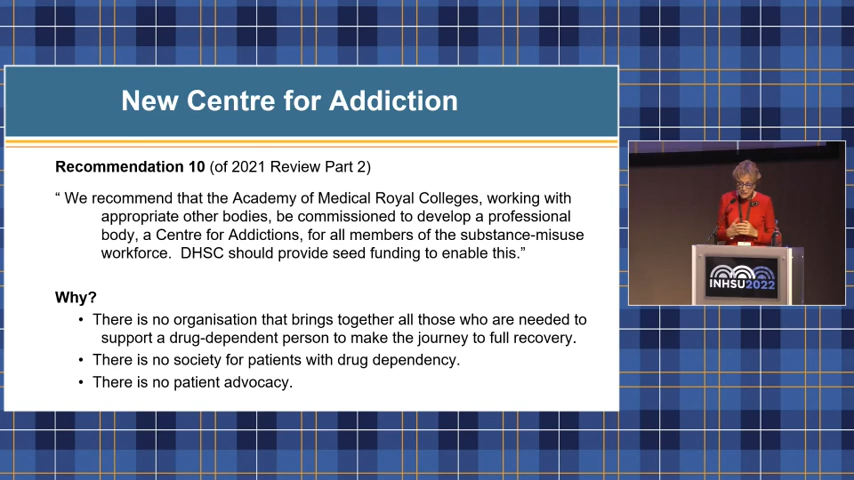 New Centre for Addiction
Recommendation 10 (of 2021 Review Part 2)
“ We recommend that the Academy of Medical Royal Colleges, working with
appropriate other bodies, be commissioned to develop a professional
body, a Centre for Addictions, for all members of the substance-misuse
workforce. DHSC should provide seed funding to enable this.”
Why?
• There is no organisation that brings together all those who are needed to
support a drug-dependent person to make the journey to full recovery.
• There is no society for patients with drug dependency.
• There is no patient advocacy.
INHSU2022